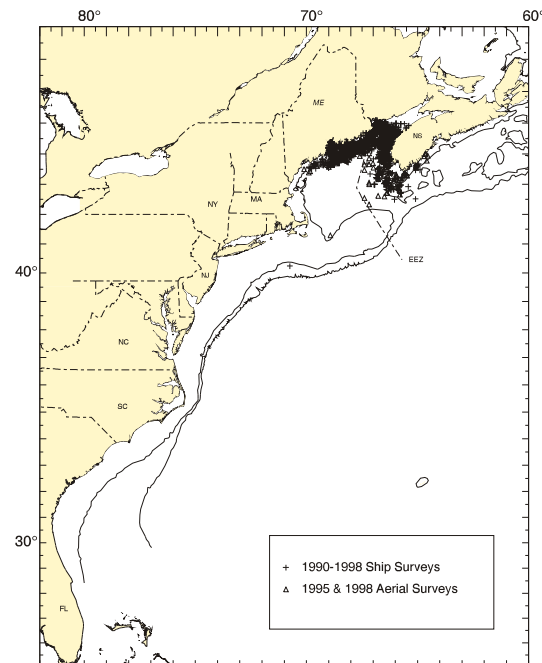 80° 70° 60°
ME
NS
NY MA
EEZ
NJ
40°
NC
SC
30°
+ 1990-1998 Ship Surveys
△ 1995 & 1998 Aerial Surveys
FL